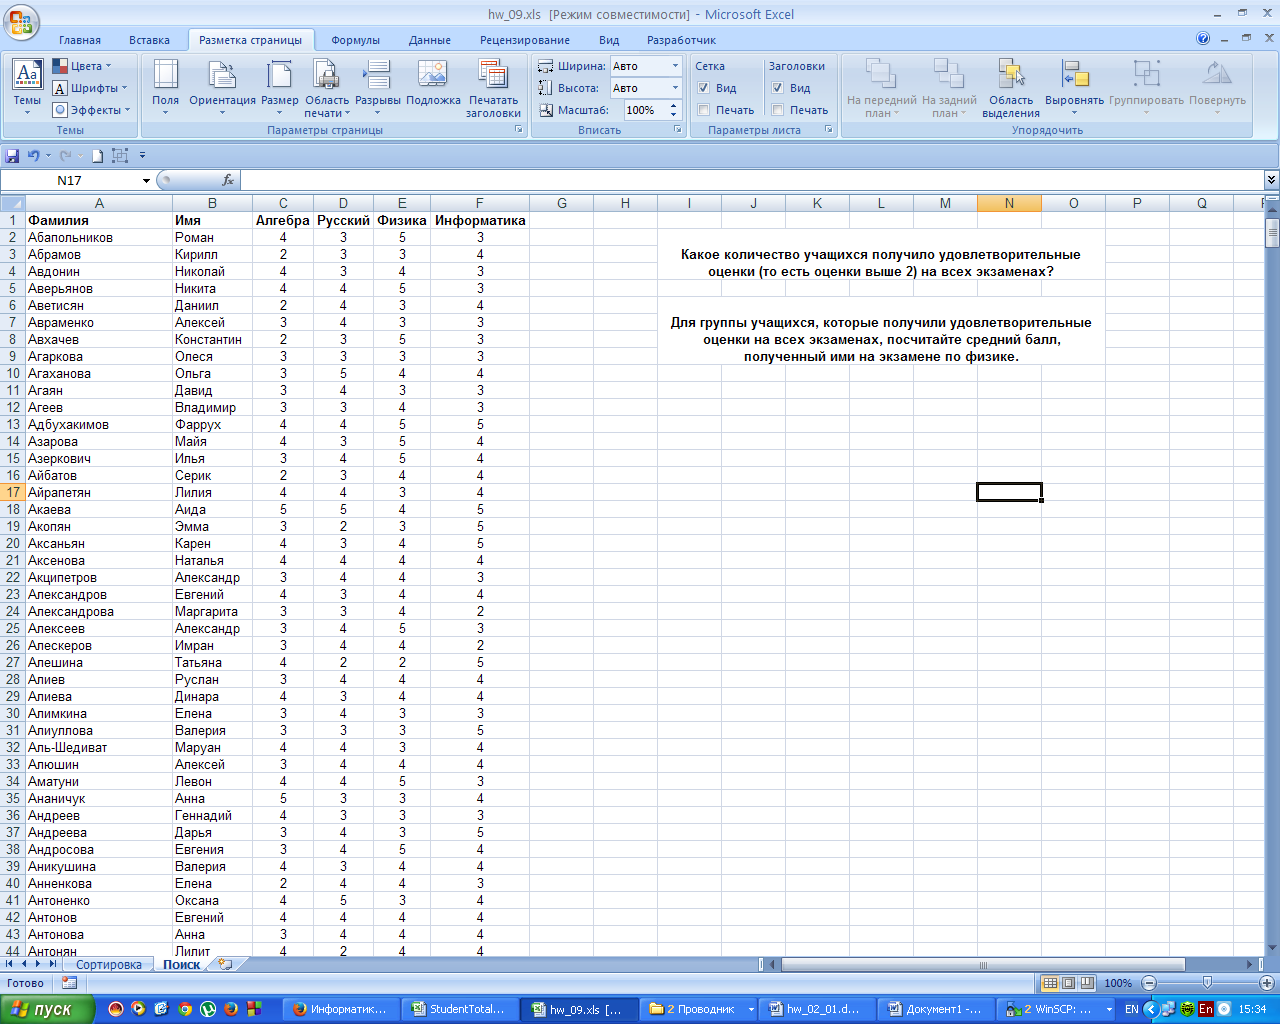 hw_09.xls [Режим совместимости] - Microsoft Excel
Главная Вставка Разметка страницы Формулы Данные Рецензирование Вид Разработчик
Темы Цвета Шрифты Эффекты
Темы
Поля Ориентация Размер Область печати Разрывы Подложка Печатать заголовки
Параметры страницы
Ширина: Авто
Высота: Авто
Масштаб: 100%
Вписать
Сетка Заголовки
Вид Вид
Печать Печать
Параметры листа
На передний план На задний план Область выделения Выровнять Группировать Повернуть
Упорядочить
N17 fx
A B C D E F G H I J K L M N O P Q
1 Фамилия Имя Алгебра Русский Физика Информатика
2 Абапольников Роман 4 3 5 3
3 Абрамов Кирилл 2 3 3 4
4 Авдонин Николай 4 3 4 3
5 Аверьянов Никита 4 4 5 3
6 Аветисян Даниил 2 4 3 4
7 Авраменко Алексей 3 4 3 3
8 Авхачев Константин 2 3 5 3
9 Агаркова Олеся 3 3 3 3
10 Агаханова Ольга 3 5 4 4
11 Агаян Давид 3 4 3 3
12 Агеев Владимир 3 3 4 3
13 Адбухакимов Фаррух 4 4 5 5
14 Азарова Майя 4 3 5 4
15 Азеркович Илья 3 4 5 4
16 Айбатов Серик 2 3 4 4
17 Айрапетян Лилия 4 4 3 4
18 Акаева Аида 5 5 4 5
19 Акопян Эмма 3 2 3 5
20 Аксаньян Карен 4 3 4 5
21 Аксенова Наталья 4 4 4 4
22 Акципетров Александр 3 4 4 3
23 Александров Евгений 4 3 4 4
24 Александрова Маргарита 3 3 4 2
25 Алексеев Александр 3 4 5 3
26 Алескеров Имран 3 4 4 2
27 Алешина Татьяна 4 2 2 5
28 Алиев Руслан 3 4 4 4
29 Алиева Динара 4 3 4 4
30 Алимкина Елена 3 4 3 3
31 Алиуллова Валерия 3 3 3 5
32 Аль-Шедиват Маруан 4 4 3 4
33 Алюшин Алексей 3 4 4 4
34 Аматуни Левон 4 4 5 3
35 Ананичук Анна 5 3 3 4
36 Андреев Геннадий 4 3 3 3
37 Андреева Дарья 3 4 3 5
38 Андросова Евгения 3 4 5 4
39 Аникушина Валерия 4 3 4 4
40 Анненкова Елена 2 4 4 3
41 Антоненко Оксана 4 5 3 4
42 Антонов Евгений 4 4 4 4
43 Антонова Анна 3 4 4 4
44 Антонян Лилит 4 2 4 4
Какое количество учащихся получило удовлетворительные
оценки (то есть оценки выше 2) на всех экзаменах?
Для группы учащихся, которые получили удовлетворительные
оценки на всех экзаменах, посчитайте средний балл,
полученный ими на экзамене по физике.
Сортировка Поиск
Готово 100%
пуск Информатик... StudentTotal... hw_09.xls [... 2 Проводник hw_02_01.d... Документ1 -... 2 WinSCP: ... EN En 15:34